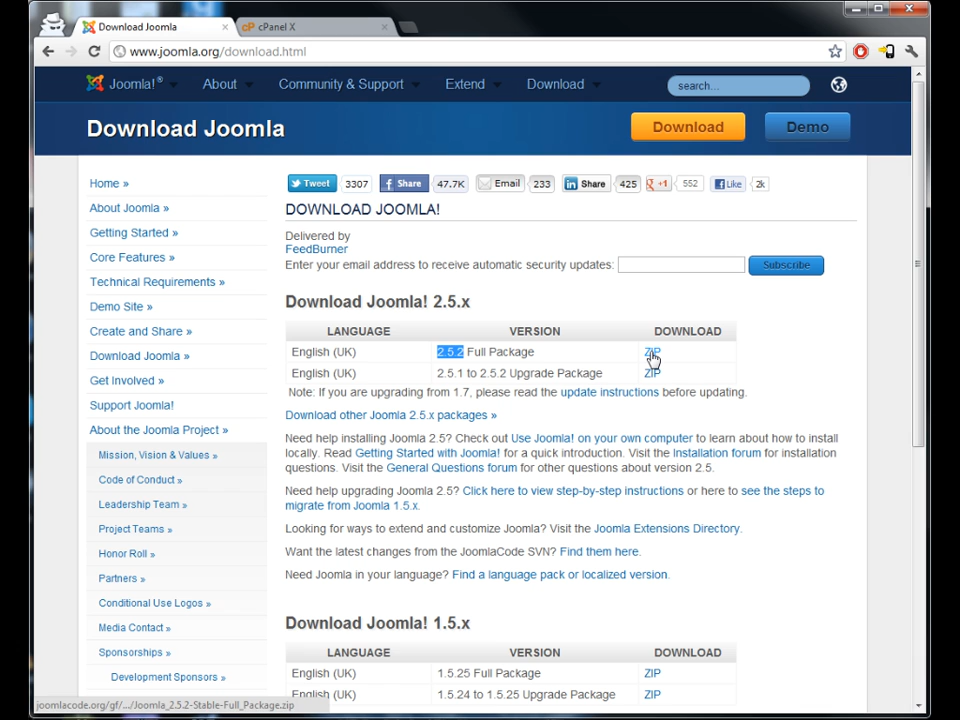 Download Joomla
cP cPanel X
www.joomla.org/download.html
Joomla!®
About
Community & Support
Extend
Download
search...
Download Joomla
Download
Demo
Home »
About Joomla »
Getting Started »
Core Features »
Technical Requirements »
Demo Site »
Create and Share »
Download Joomla »
Get Involved »
Support Joomla!
About the Joomla Project »
Mission, Vision & Values »
Code of Conduct »
Leadership Team »
Project Teams »
Honor Roll »
Partners »
Conditional Use Logos »
Media Contact »
Sponsorships »
Development Sponsors »
Tweet 3307 Share 47.7K Email 233 in Share 425 g +1 552 Like 2k
DOWNLOAD JOOMLA!
Delivered by
FeedBurner
Enter your email address to receive automatic security updates: Subscribe
Download Joomla! 2.5.x
LANGUAGE VERSION DOWNLOAD
English (UK) 2.5.2 Full Package ZIP
English (UK) 2.5.1 to 2.5.2 Upgrade Package ZIP
Note: If you are upgrading from 1.7, please read the update instructions before updating.
Download other Joomla 2.5.x packages »
Need help installing Joomla 2.5? Check out Use Joomla! on your own computer to learn about how to install
locally. Read Getting Started with Joomla! for a quick introduction. Visit the Installation forum for installation
questions. Visit the General Questions forum for other questions about version 2.5.
Need help upgrading Joomla 2.5? Click here to view step-by-step instructions or here to see the steps to
migrate from Joomla 1.5.x.
Looking for ways to extend and customize Joomla? Visit the Joomla Extensions Directory.
Want the latest changes from the JoomlaCode SVN? Find them here.
Need Joomla in your language? Find a language pack or localized version.
Download Joomla! 1.5.x
LANGUAGE VERSION DOWNLOAD
English (UK) 1.5.25 Full Package ZIP
English (UK) 1.5.24 to 1.5.25 Upgrade Package ZIP
joomlacode.org/gf/.../Joomla_2.5.2-Stable-Full_Package.zip